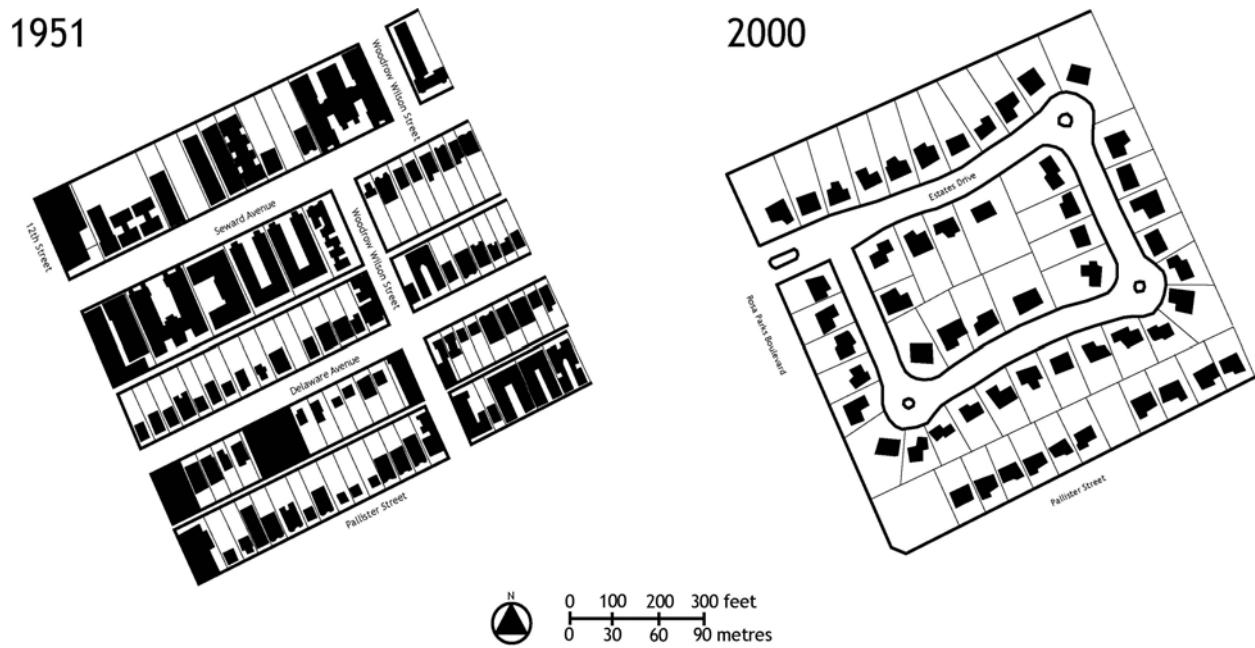 1951
2000
Woodrow Wilson Street
12th Street
Seward Avenue
Woodrow Wilson Street
Delaware Avenue
Pallister Street
Estates Drive
Rosa Parks Boulevard
Pallister Street
N
0 100 200 300 feet
0 30 60 90 metres